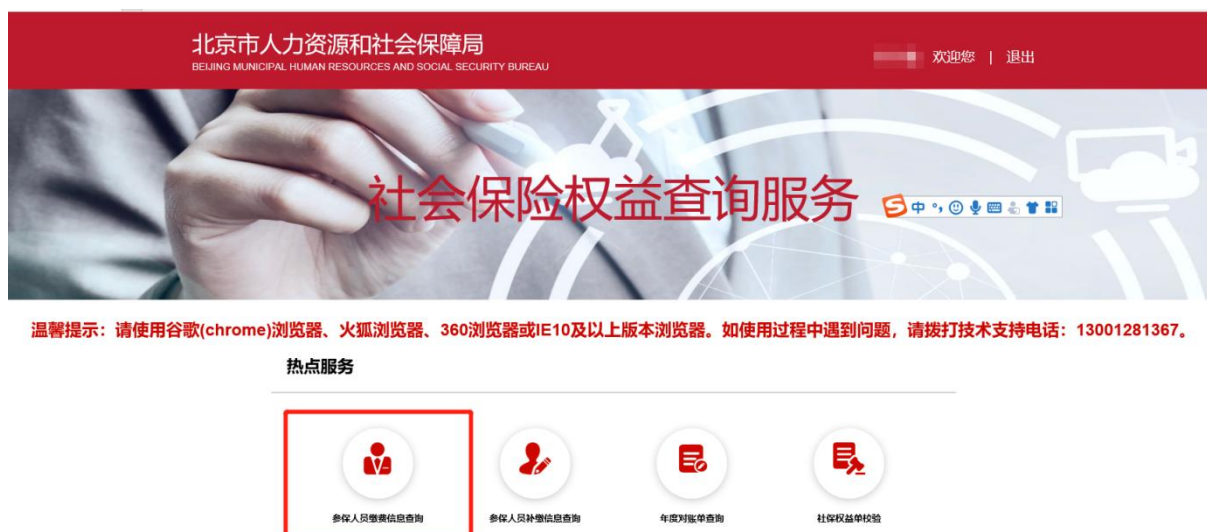 北京市人力资源和社会保障局
BEIJING MUNICIPAL HUMAN RESOURCES AND SOCIAL SECURITY BUREAU
欢迎您 | 退出
社会保险权益查询服务
中
温馨提示：请使用谷歌(chrome)浏览器、火狐浏览器、360浏览器或IE10及以上版本浏览器。如使用过程中遇到问题，请拨打技术支持电话：13001281367。
热点服务
参保人员缴费信息查询
参保人员补缴信息查询
年度对账单查询
社保权益单校验